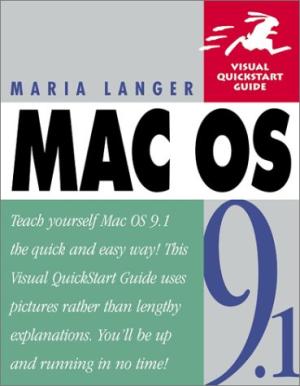 VISUAL
QUICKSTART
GUIDE
MARIA LANGER
MAC OS
9.1
Teach yourself Mac OS 9.1
the quick and easy way! This
Visual QuickStart Guide uses
pictures rather than lengthy
explanations. You'll be up
and running in no time!